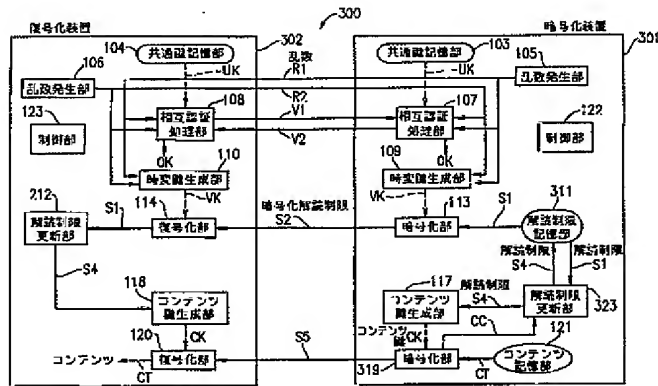 300
復号化装置
302
暗号化装置
301
104
共通鍵記憶部
UK
乱数
R1
R2
共通鍵記憶部
103
UK
105
乱数発生部
106
乱数発生部
123
制御部
108
相互認証
処理部
OK
V1
V2
107
相互認証
処理部
OK
122
制御部
110
時変鍵生成部
VK
109
時変鍵生成部
VK
212
解読制限
更新部
S1
114
復号化部
暗号化解読制限
S2
113
暗号化部
S1
311
解読制限
記憶部
解読制限
S4
解読制限
S1
S4
118
コンテンツ
鍵生成部
CK
117
コンテンツ
鍵生成部
解読制限
S4
解読制限
更新部
323
CC
コンテンツ
鍵
CK
120
復号化部
コンテンツ
CT
S5
319
暗号化部
CT
121
コンテンツ
記憶部